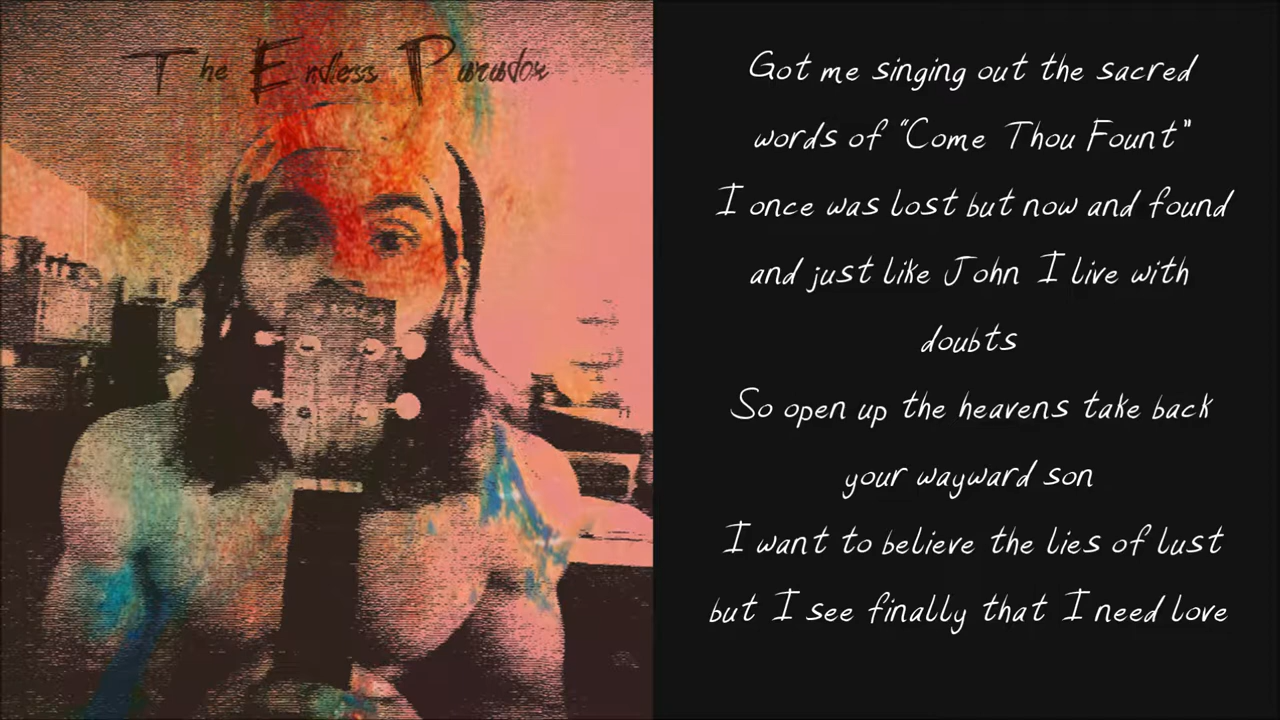 The Endless Paradox
Got me singing out the sacred
words of "Come Thou Fount"
I once was lost but now and found
and just like John I live with
doubts
So open up the heavens take back
your wayward son
I want to believe the lies of lust
but I see finally that I need love